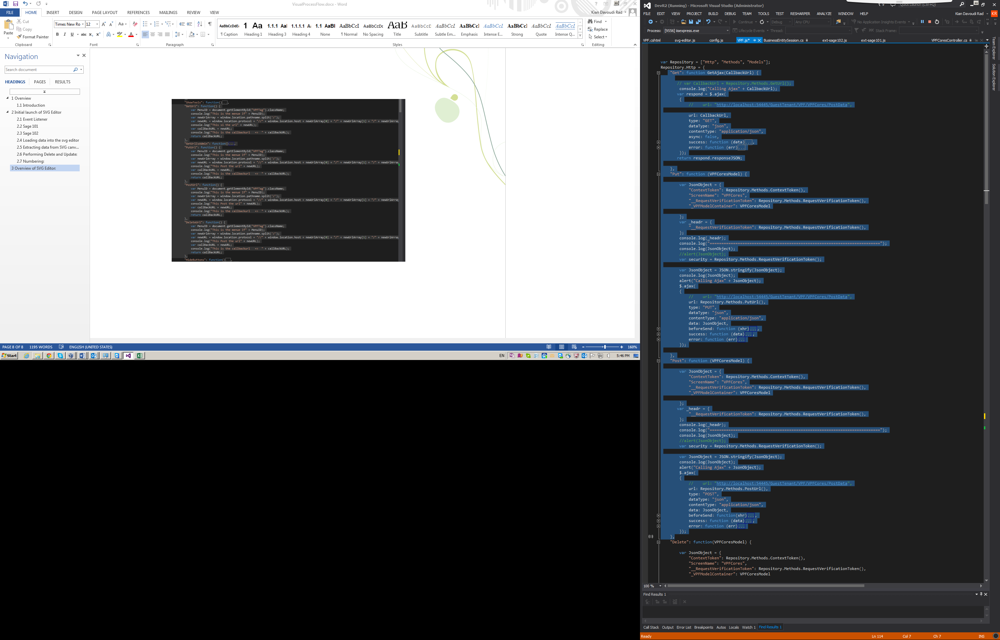 VisualProcessFlow.docx - Word
FILE HOME INSERT DESIGN PAGE LAYOUT REFERENCES MAILINGS REVIEW VIEW
Kian Davoudi Rad
Paste
Cut
Copy
Format Painter
Times New Ro 12
AaBbCcDdEe 1 Aa 1.1.1 Aal 1.1.1.1 A 1.1 AaBl AaBbCcI AaBbCcDc AaB AaBbCcD AaBbCcL AaBbCcl AaBbCcL AaBbCcl AaBbCcL AaBbCcL
¶ Caption Heading 1 Heading 3 Heading 4 None ¶ Normal No Spacing Title Subtitle Subtle Em... Emphasis Intense E... Strong Quote Intense Q...
Find
Replace
Select
Clipboard Font Paragraph Styles Editing
Navigation
Search document
HEADINGS PAGES RESULTS
1 Overview
1.1 Introduction
2 Initial launch of SVG Editor
2.1 Event Listener
2.2 Sage 101
2.3 Sage 102
2.4 Loading data into the svg editor
2.5 Extracting data from SVG canv...
2.6 Performing Delete and Update:
2.7 Numbering:
3 Overview of SVG Editor:
"ShowTools": function()...,
"GetUrl": function() {
var MenuID = document.getElementById("VPFTag").className;
console.log("This is the menue If" + MenuID);
var newUrlArray = window.location.pathname.split('/');
var newURL = window.location.protocol + "//" + window.location.host + newUrlArray[0] + "/" + newUrlArray[1] + "/" + newUrlArray
console.log("This si the url" + newURL);
var callBackURL = newURL;
console.log("This is the callbackurl => " + callBackURL);
return callBackURL;
},
"GetUrlIsAdmin": function()...,
"PutUrl": function() {
var MenuID = document.getElementById("VPFTag").className;
console.log("This is the menue If" + MenuID);
var newUrlArray = window.location.pathname.split('/');
var newURL = window.location.protocol + "//" + window.location.host + newUrlArray[0] + "/" + newUrlArray[1] + "/" + newUrlArray
console.log("This Post the url" + newURL);
var callBackURL = newURL;
console.log("This is the callbackurl => " + callBackURL);
return callBackURL;
},
"PostUrl": function() {
var MenuID = document.getElementById("VPFTag").className;
console.log("This is the menue If" + MenuID);
var newUrlArray = window.location.pathname.split('/');
var newURL = window.location.protocol + "//" + window.location.host + newUrlArray[0] + "/" + newUrlArray[1] + "/" + newUrlArray
console.log("This Post the url" + newURL);
var callBackURL = newURL;
console.log("This is the callbackurl => " + callBackURL);
return callBackURL;
},
"DeleteUrl": function() {
var MenuID = document.getElementById("VPFTag").className;
console.log("This is the menue If" + MenuID);
var newUrlArray = window.location.pathname.split('/');
var newURL = window.location.protocol + "//" + window.location.host + newUrlArray[0] + "/" + newUrlArray[1] + "/" + newUrlArray
console.log("This Post the url" + newURL);
var callBackURL = newURL;
console.log("This is the callbackurl => " + callBackURL);
return callBackURL;
},
"HideButtons": function()...,
PAGE 8 OF 8 1195 WORDS ENGLISH (UNITED STATES) 160%
Start EN 5:46 PM
DevR2 (Running) - Microsoft Visual Studio (Administrator)
Quick Launch (Ctrl+Q)
FILE EDIT VIEW PROJECT BUILD DEBUG TEAM TOOLS TEST RESHARPER ANALYZE WINDOW HELP Kian Davoudi Rad KR
Continue Debug Any CPU No Application Insights Events
Process: [9556] iisexpress.exe Lifecycle Events Thread: Stack Frame:
VPF.cshtml svg-editor.js config.js VPF.js* BusinessEntitySession.cs ext-sage102.js ext-sage101.js VPFCoresController.cs
Team Explorer
Solution Explorer
var Repository = ["Http", "Methods", "Models"];
Repository.Http = {
"Get": function GetAjax(CallbackUrl) {
// var CallbackUrl = Repository.Methods.GetUrl();
console.log("Calling Ajax" + CallbackUrl);
var respond = $.ajax(
{
// url: "http://localhost:54445/GuestTenant/VPF/VPFCores/PostData",
url: CallbackUrl,
type: "GET",
dataType: "json",
contentType: "application/json",
async: false,
success: function (data)...,
error: function (err)...
});
return respond.responseJSON;
},
"Put": function (VPFCoresModel) {
var JsonObject = {
"ContextToken": Repository.Methods.ContextToken(),
"ScreenName": "VPFCores",
"__RequestVerificationToken": Repository.Methods.RequestVerificationToken(),
"_VPFModelContainer": VPFCoresModel
};
var _headr = {
"__RequestVerificationToken": Repository.Methods.RequestVerificationToken(),
};
console.log(_headr);
console.log("=========================================================================");
console.log(JsonObject);
//alert(JsonObject);
var security = Repository.Methods.RequestVerificationToken();
var JsonObject = JSON.stringify(JsonObject);
console.log(JsonObject);
alert("Calling Ajax" + JsonObject);
$.ajax(
{
// url: "http://localhost:54445/GuestTenant/VPF/VPFCores/PostData",
url: Repository.Methods.PutUrl(),
type: "PUT",
dataType: "json",
contentType: "application/json",
data: JsonObject,
beforeSend: function (xhr)...,
success: function (data)...,
error: function (err)...
});
},
"Post": function (VPFCoresModel) {
var JsonObject = {
"ContextToken": Repository.Methods.ContextToken(),
"ScreenName": "VPFCores",
"__RequestVerificationToken": Repository.Methods.RequestVerificationToken(),
"_VPFModelContainer": VPFCoresModel
};
var _headr = {
"__RequestVerificationToken": Repository.Methods.RequestVerificationToken(),
};
console.log(_headr);
console.log("=========================================================================");
console.log(JsonObject);
//alert(JsonObject);
var security = Repository.Methods.RequestVerificationToken();
var JsonObject = JSON.stringify(JsonObject);
console.log(JsonObject);
alert("Calling Ajax" + JsonObject);
$.ajax(
{
// url: "http://localhost:54445/GuestTenant/VPF/VPFCores/PostData",
url: Repository.Methods.PostUrl(),
type: "POST",
dataType: "json",
contentType: "application/json",
data: JsonObject,
beforeSend: function(xhr)...,
success: function (data)...,
error: function (err)...
});
},
"Delete": function(VPFCoresModel) {
var JsonObject = {
"ContextToken": Repository.Methods.ContextToken(),
"ScreenName": "VPFCores",
"__RequestVerificationToken": Repository.Methods.RequestVerificationToken(),
"_VPFModelContainer": VPFCoresModel
100 %
Find Results 1
Call Stack Output Error List Breakpoints Autos Locals Watch 1 Find Results 1
Ready Ln 114 Col 7 Ch 7 INS